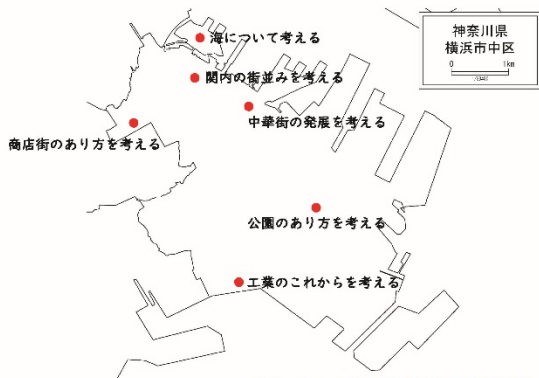 海について考える
神奈川県
横浜市中区
0 1km
関内の街並みを考える
中華街の発展を考える
商店街のあり方を考える
公園のあり方を考える
工業のこれからを考える